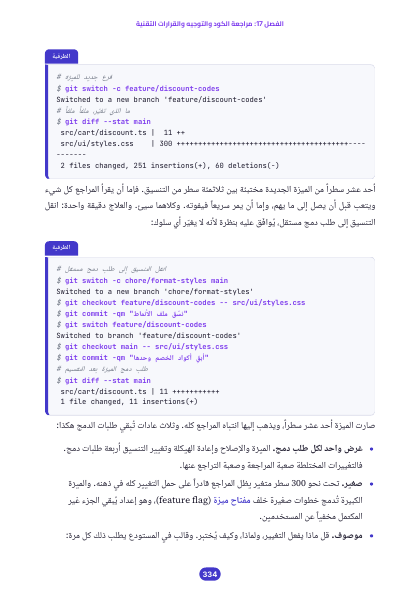 الفصل 17: مراجعة الكود والتوجيه والقرارات التقنية
الطرفية
# فرع جديد للميزة
$ git switch -c feature/discount-codes
Switched to a new branch 'feature/discount-codes'
# ما الذي تغيّر، ملفاً ملفاً
$ git diff --stat main
src/cart/discount.ts |  11 ++
src/ui/styles.css    | 300 +++++++++++++++++++++++++++++++++++++++----
-------
2 files changed, 251 insertions(+), 60 deletions(-)
أحد عشر سطراً من الميزة الجديدة مختبئة بين ثلاثمئة سطر من التنسيق. فإما أن يقرأ المراجع كل شيء
ويتعب قبل أن يصل إلى ما يهم، وإما أن يمر سريعاً فيفوته. وكلاهما سيئ. والعلاج دقيقة واحدة: انقل
التنسيق إلى طلب دمج مستقل، يُوافَق عليه بنظرة لأنه لا يغيّر أي سلوك:
الطرفية
# انقل التنسيق إلى طلب دمج مستقل
$ git switch -c chore/format-styles main
Switched to a new branch 'chore/format-styles'
$ git checkout feature/discount-codes -- src/ui/styles.css
$ git commit -qm "نسّق ملف الأنماط"
$ git switch feature/discount-codes
Switched to branch 'feature/discount-codes'
$ git checkout main -- src/ui/styles.css
$ git commit -qm "أبقِ أكواد الخصم وحدها"
# طلب دمج الميزة بعد التقسيم
$ git diff --stat main
src/cart/discount.ts | 11 +++++++++++
1 file changed, 11 insertions(+)
صارت الميزة أحد عشر سطراً، ويذهب إليها انتباه المراجع كله. وثلاث عادات تُبقي طلبات الدمج هكذا:
• غرض واحد لكل طلب دمج. الميزة والإصلاح وإعادة الهيكلة وتغيير التنسيق أربعة طلبات دمج.
فالتغييرات المختلطة صعبة المراجعة وصعبة التراجع عنها.
• صغير. تحت نحو 300 سطر متغير يظل المراجع قادراً على حمل التغيير كله في ذهنه. والميزة
الكبيرة تُدمج خطوات صغيرة خلف مفتاح ميزة (feature flag)، وهو إعداد يُبقي الجزء غير
المكتمل مخفياً عن المستخدمين.
• موصوف. قل ماذا يفعل التغيير، ولماذا، وكيف يُختبر. وقالب في المستودع يطلب ذلك كل مرة:
334